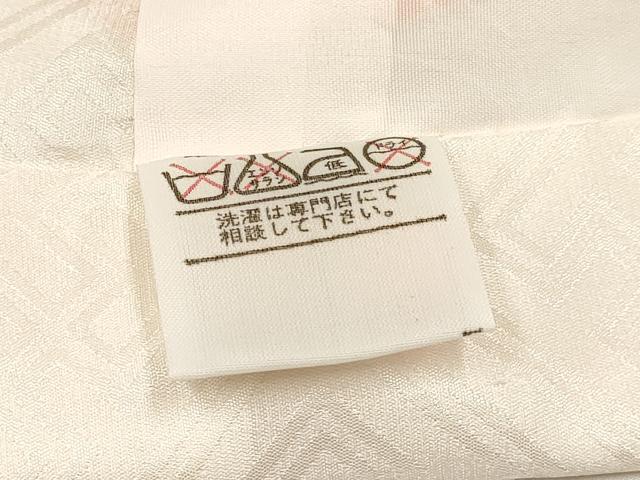 エンソ
サラシ
低
ドライ
洗濯は専門店にて
相談して下さい。